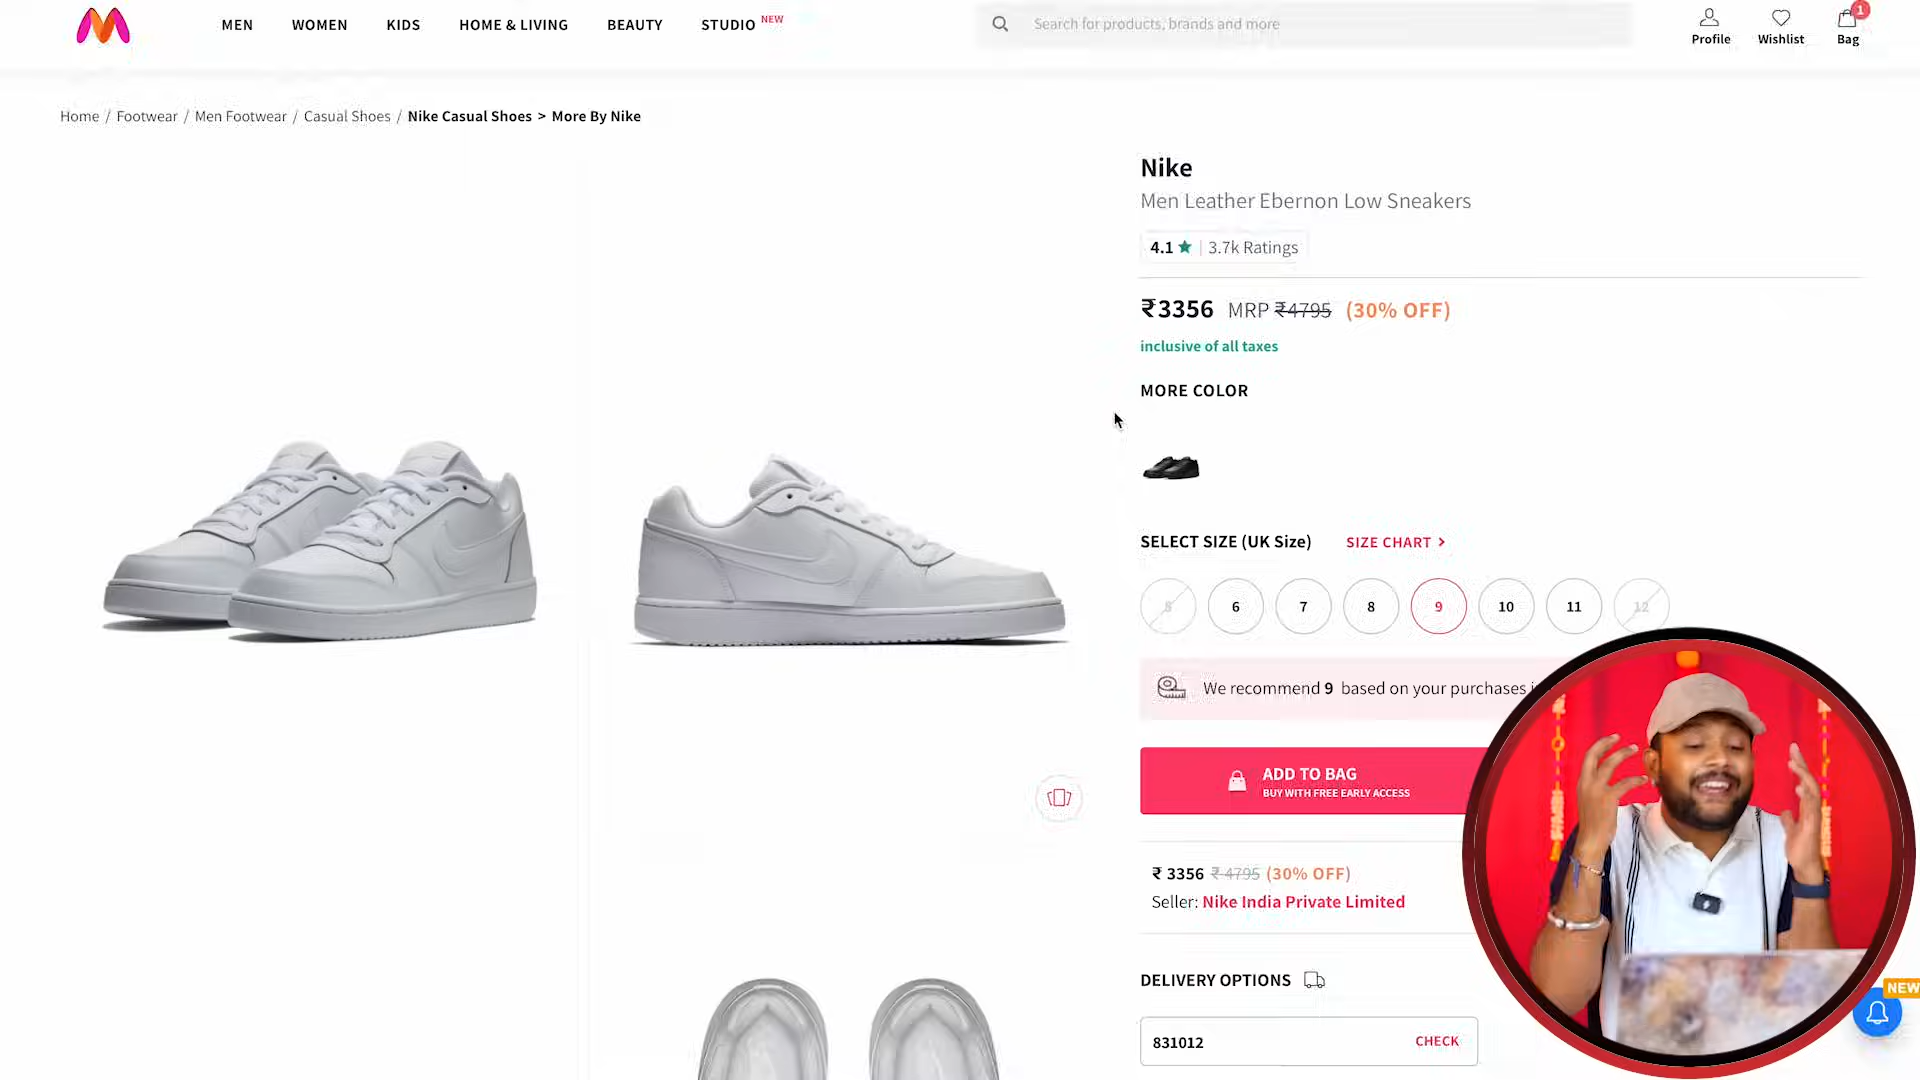 MEN WOMEN KIDS HOME & LIVING BEAUTY STUDIO NEW
Search for products, brands and more
Profile Wishlist Bag 1
Home / Footwear / Men Footwear / Casual Shoes / Nike Casual Shoes > More By Nike
Nike
Men Leather Ebernon Low Sneakers
4.1 ★ | 3.7k Ratings
₹3356 MRP ₹4795 (30% OFF)
inclusive of all taxes
MORE COLOR
SELECT SIZE (UK Size) SIZE CHART >
5 6 7 8 9 10 11 12
We recommend 9 based on your purchases
ADD TO BAG
BUY WITH FREE EARLY ACCESS
₹ 3356 ₹ 4795 (30% OFF)
Seller: Nike India Private Limited
DELIVERY OPTIONS
NEW
831012 CHECK